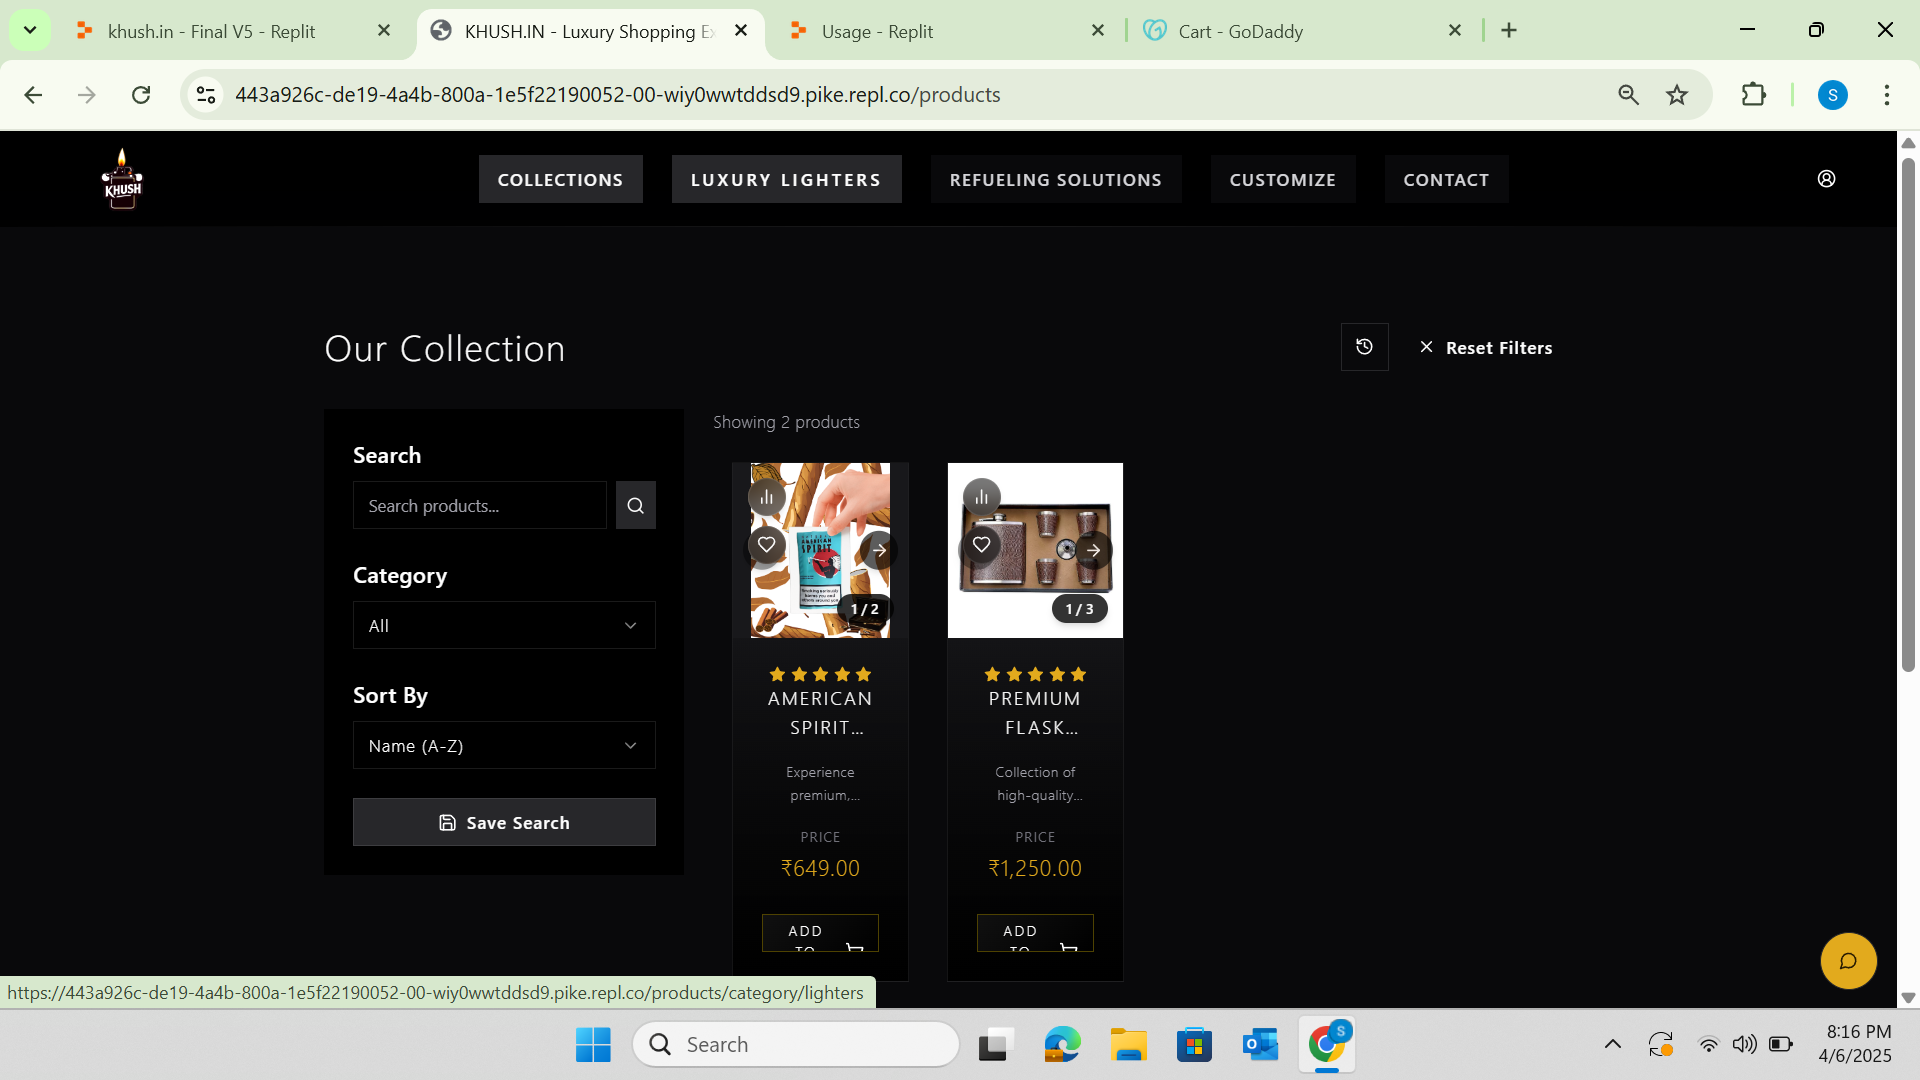 khush.in - Final V5 - Replit
KHUSH.IN - Luxury Shopping Ex
Usage - Replit
Cart - GoDaddy
443a926c-de19-4a4b-800a-1e5f22190052-00-wiy0wwtddsd9.pike.repl.co/products
S
KHUSH
COLLECTIONS
LUXURY LIGHTERS
REFUELING SOLUTIONS
CUSTOMIZE
CONTACT
Our Collection
Reset Filters
Search
Search products...
Category
All
Sort By
Name (A-Z)
Save Search
Showing 2 products
AMERICAN
SPIRIT
1 / 2
AMERICAN
SPIRIT...
Experience
premium,...
PRICE
₹649.00
ADD
TO
1 / 3
PREMIUM
FLASK...
Collection of
high-quality...
PRICE
₹1,250.00
ADD
TO
https://443a926c-de19-4a4b-800a-1e5f22190052-00-wiy0wwtddsd9.pike.repl.co/products/category/lighters
Search
S
8:16 PM
4/6/2025